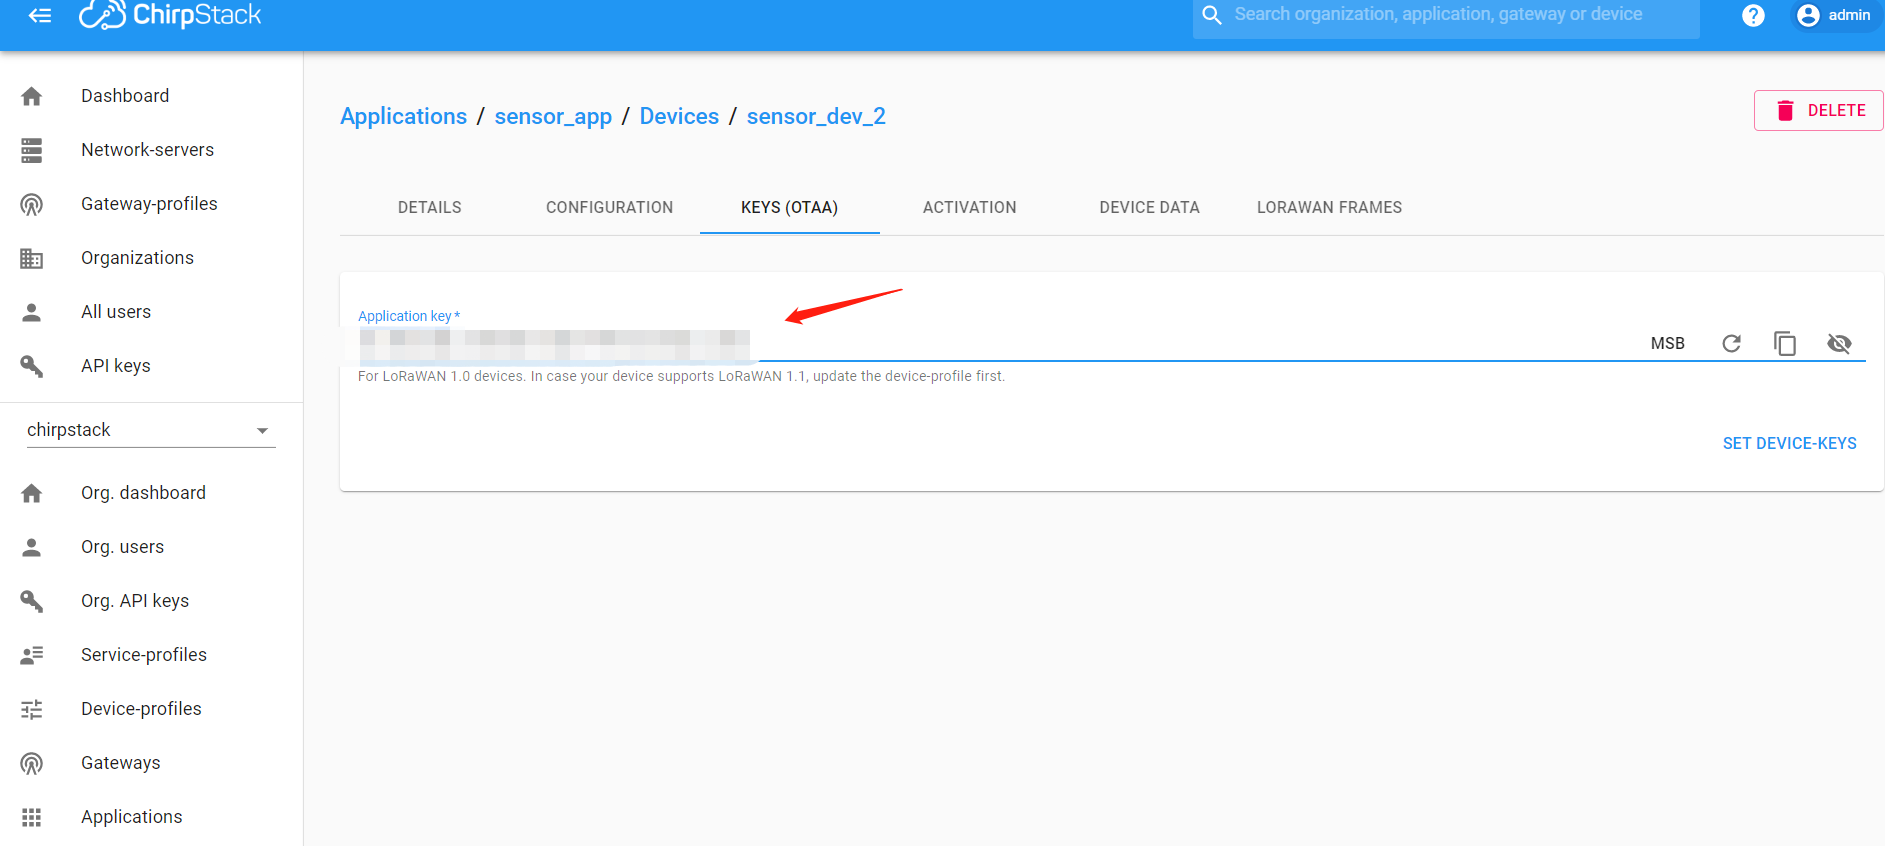 ChirpStack
Search organization, application, gateway or device
? admin
Dashboard
Network-servers
Gateway-profiles
Organizations
All users
API keys
chirpstack
Org. dashboard
Org. users
Org. API keys
Service-profiles
Device-profiles
Gateways
Applications
Applications / sensor_app / Devices / sensor_dev_2
DELETE
DETAILS CONFIGURATION KEYS (OTAA) ACTIVATION DEVICE DATA LORAWAN FRAMES
Application key *
MSB
For LoRaWAN 1.0 devices. In case your device supports LoRaWAN 1.1, update the device-profile first.
SET DEVICE-KEYS